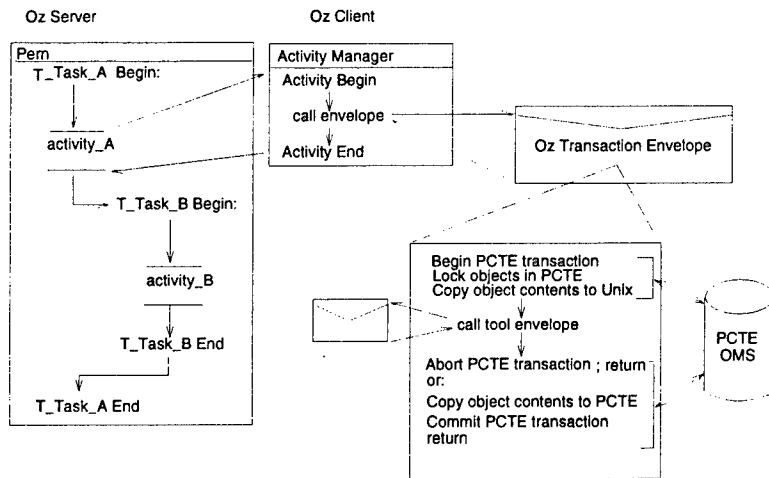 Oz Server
Oz Client
Pern
T_Task_A Begin:
activity_A
T_Task_B Begin:
activity_B
T_Task_B End
T_Task_A End
Activity Manager
Activity Begin
call envelope
Activity End
Oz Transaction Envelope
Begin PCTE transaction
Lock objects in PCTE
Copy object contents to Unix
call tool envelope
Abort PCTE transaction ; return
or:
Copy object contents to PCTE
Commit PCTE transaction
return
PCTE
OMS